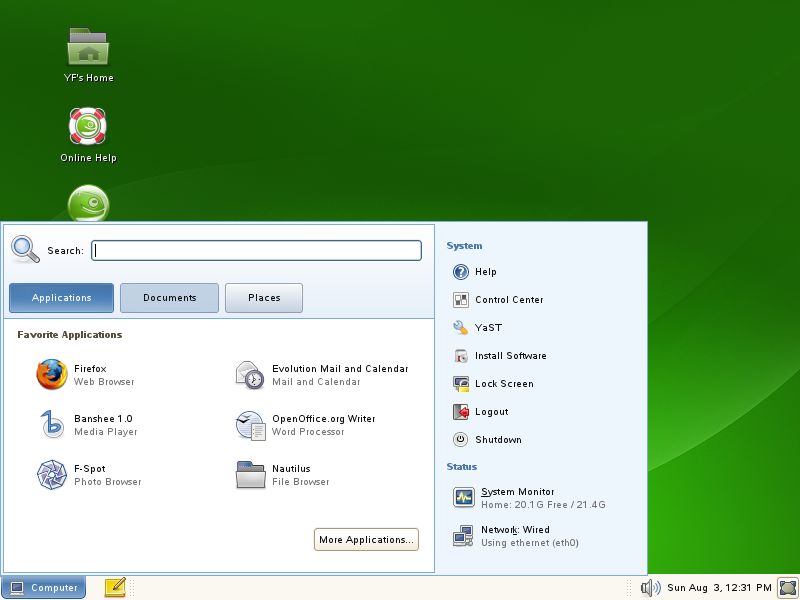 YF's Home
Online Help
Search:
Applications
Documents
Places
Favorite Applications
Firefox
Web Browser
Evolution Mail and Calendar
Mail and Calendar
Banshee 1.0
Media Player
OpenOffice.org Writer
Word Processor
F-Spot
Photo Browser
Nautilus
File Browser
More Applications...
System
Help
Control Center
YaST
Install Software
Lock Screen
Logout
Shutdown
Status
System Monitor
Home: 20.1G Free / 21.4G
Network: Wired
Using ethernet (eth0)
Computer
Sun Aug 3, 12:31 PM